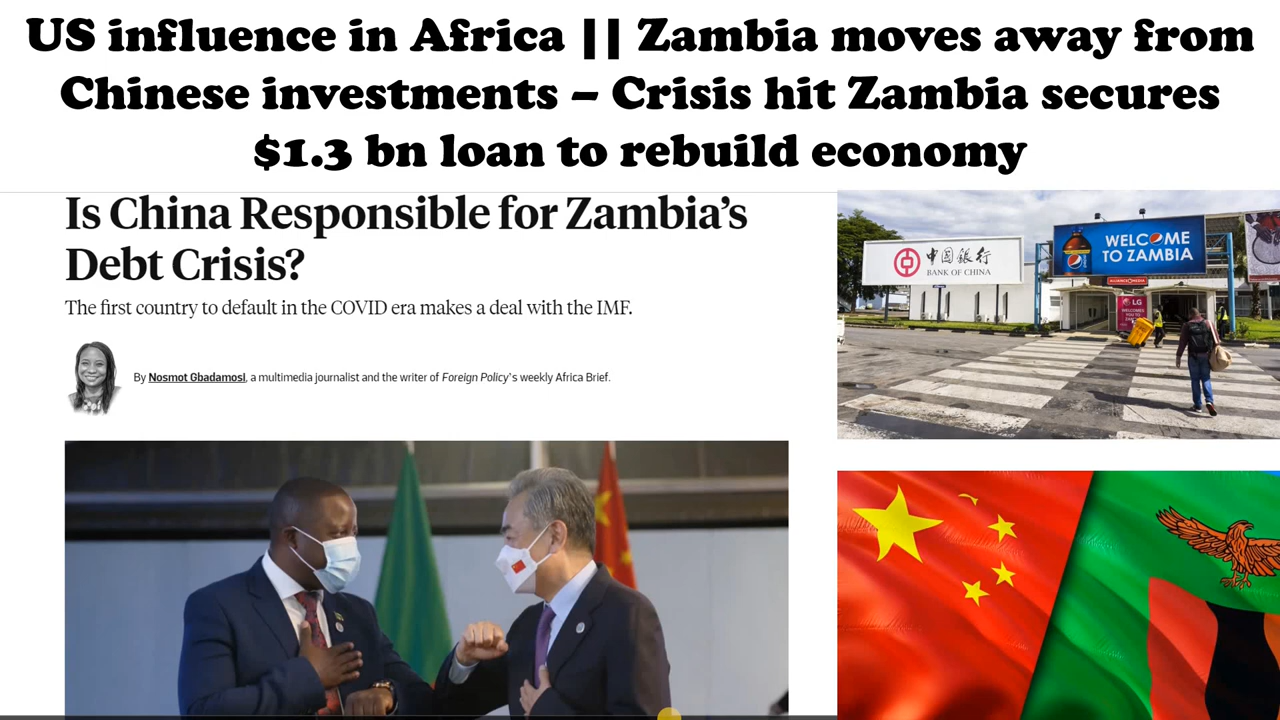 US influence in Africa || Zambia moves away from
Chinese investments – Crisis hit Zambia secures
$1.3 bn loan to rebuild economy
Is China Responsible for Zambia's
Debt Crisis?
The first country to default in the COVID era makes a deal with the IMF.
By Nosmot Gbadamosi, a multimedia journalist and the writer of Foreign Policy's weekly Africa Brief.
中国銀行
BANK OF CHINA
pepsi
WELCOME
TO ZAMBIA
LG